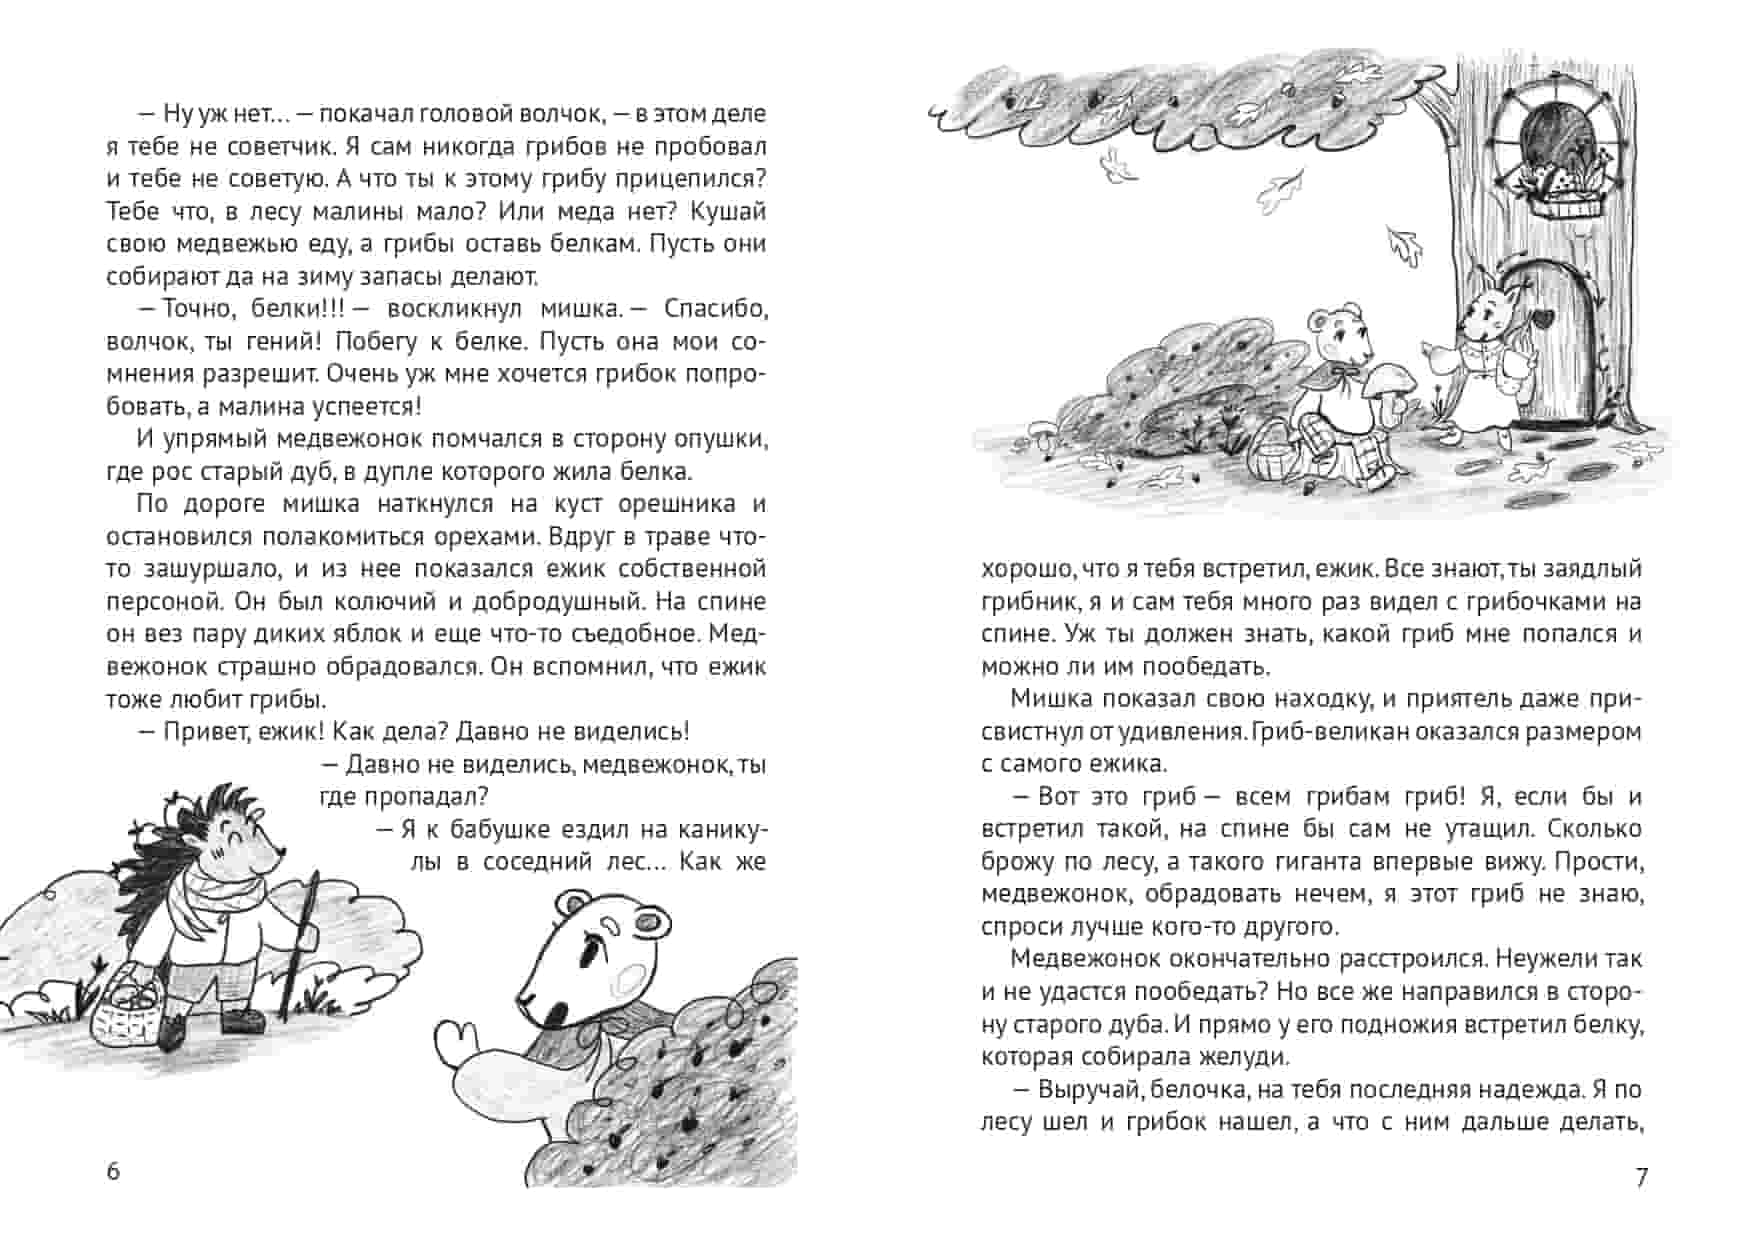 — Ну уж нет... — покачал головой волчок, — в этом деле
я тебе не советчик. Я сам никогда грибов не пробовал
и тебе не советую. А что ты к этому грибу прицепился?
Тебе что, в лесу малины мало? Или меда нет? Кушай
свою медвежью еду, а грибы оставь белкам. Пусть они
собирают да на зиму запасы делают.
— Точно, белки!!! — воскликнул мишка. — Спасибо,
волчок, ты гений! Побегу к белке. Пусть она мои со-
мнения разрешит. Очень уж мне хочется грибок попро-
бовать, а малина успеется!
И упрямый медвежонок помчался в сторону опушки,
где рос старый дуб, в дупле которого жила белка.
По дороге мишка наткнулся на куст орешника и
остановился полакомиться орехами. Вдруг в траве что-
то зашуршало, и из нее показался ежик собственной
персоной. Он был колючий и добродушный. На спине
он вез пару диких яблок и еще что-то съедобное. Мед-
вежонок страшно обрадовался. Он вспомнил, что ежик
тоже любит грибы.
— Привет, ежик! Как дела? Давно не виделись!
— Давно не виделись, медвежонок, ты
где пропадал?
— Я к бабушке ездил на канику-
лы в соседний лес... Как же
6
хорошо, что я тебя встретил, ежик. Все знают, ты заядлый
грибник, я и сам тебя много раз видел с грибочками на
спине. Уж ты должен знать, какой гриб мне попался и
можно ли им пообедать.
Мишка показал свою находку, и приятель даже при-
свистнул от удивления. Гриб-великан оказался размером
с самого ежика.
— Вот это гриб — всем грибам гриб! Я, если бы и
встретил такой, на спине бы сам не утащил. Сколько
брожу по лесу, а такого гиганта впервые вижу. Прости,
медвежонок, обрадовать нечем, я этот гриб не знаю,
спроси лучше кого-то другого.
Медвежонок окончательно расстроился. Неужели так
и не удастся пообедать? Но все же направился в сторо-
ну старого дуба. И прямо у его подножия встретил белку,
которая собирала желуди.
— Выручай, белочка, на тебя последняя надежда. Я по
лесу шел и грибок нашел, а что с ним дальше делать,
7